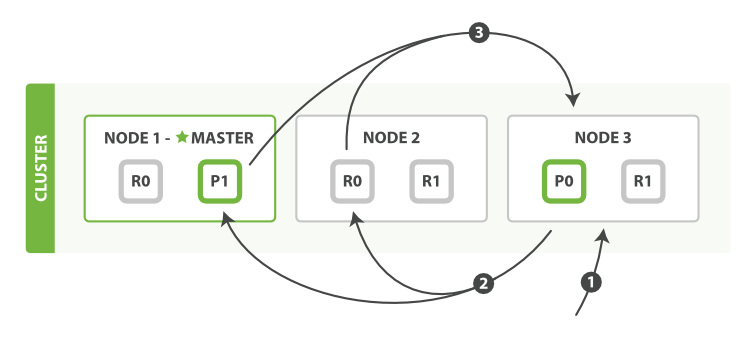 3
CLUSTER
NODE 1 - ★ MASTER
R0
P1
NODE 2
R0
R1
NODE 3
P0
R1
2
1